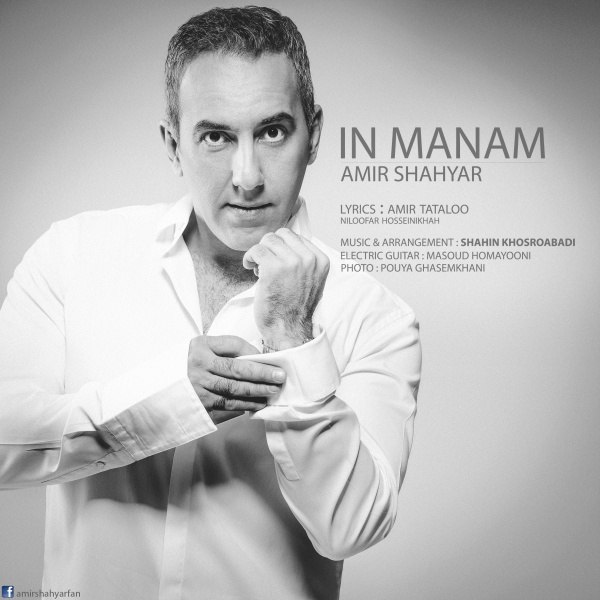 IN MANAM
AMIR SHAHYAR
LYRICS : AMIR TATALOO
NILOOFAR HOSSEINIKHAH
MUSIC & ARRANGEMENT : SHAHIN KHOSROABADI
ELECTRIC GUITAR : MASOUD HOMAYOONI
PHOTO : POUYA GHASEMKHANI
f amirshahyarfan